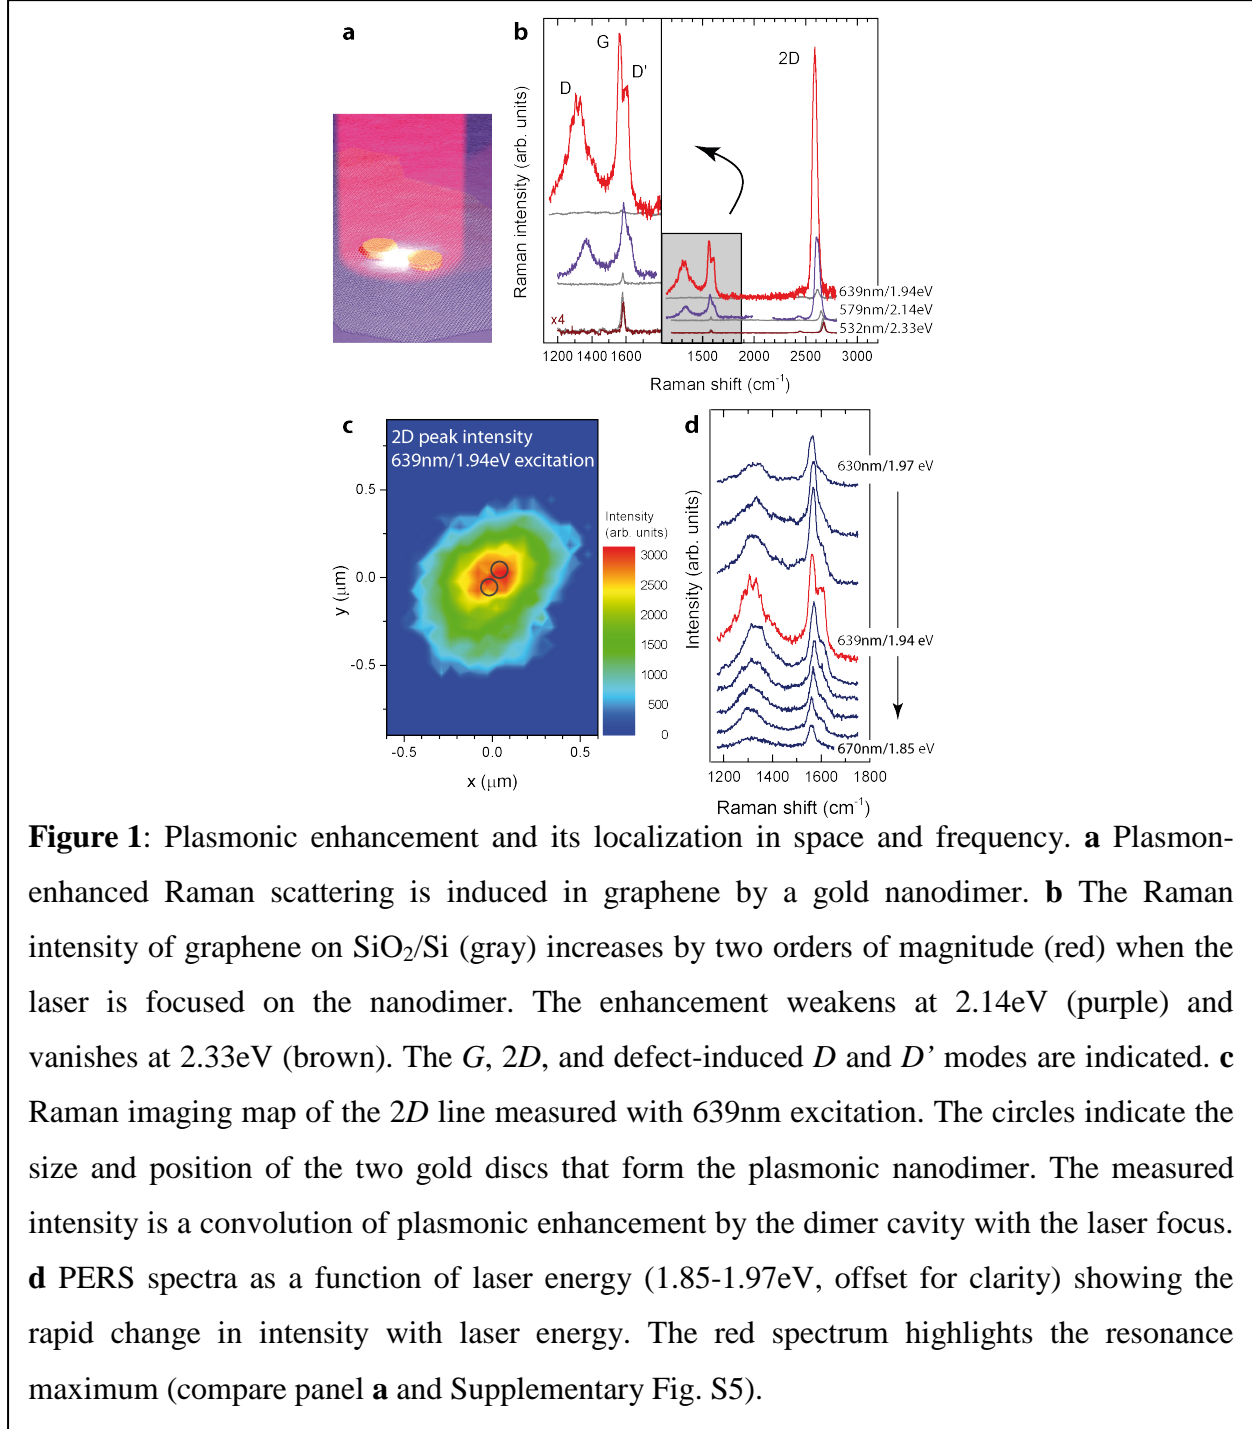 a
b
G
D'
D
2D
Raman intensity (arb. units)
x4
639nm/1.94eV
579nm/2.14eV
532nm/2.33eV
1200 1400 1600
1500 2000 2500 3000
Raman shift (cm-1)
c
2D peak intensity
639nm/1.94eV excitation
0.5
0.0
-0.5
y (μm)
-0.5 0.0 0.5
x (μm)
Intensity
(arb. units)
3000
2500
2000
1500
1000
500
0
d
Intensity (arb. units)
630nm/1.97 eV
639nm/1.94 eV
670nm/1.85 eV
1200 1400 1600 1800
Raman shift (cm-1)
Figure 1: Plasmonic enhancement and its localization in space and frequency. a Plasmon-
enhanced Raman scattering is induced in graphene by a gold nanodimer. b The Raman
intensity of graphene on SiO2/Si (gray) increases by two orders of magnitude (red) when the
laser is focused on the nanodimer. The enhancement weakens at 2.14eV (purple) and
vanishes at 2.33eV (brown). The G, 2D, and defect-induced D and D’ modes are indicated. c
Raman imaging map of the 2D line measured with 639nm excitation. The circles indicate the
size and position of the two gold discs that form the plasmonic nanodimer. The measured
intensity is a convolution of plasmonic enhancement by the dimer cavity with the laser focus.
d PERS spectra as a function of laser energy (1.85-1.97eV, offset for clarity) showing the
rapid change in intensity with laser energy. The red spectrum highlights the resonance
maximum (compare panel a and Supplementary Fig. S5).